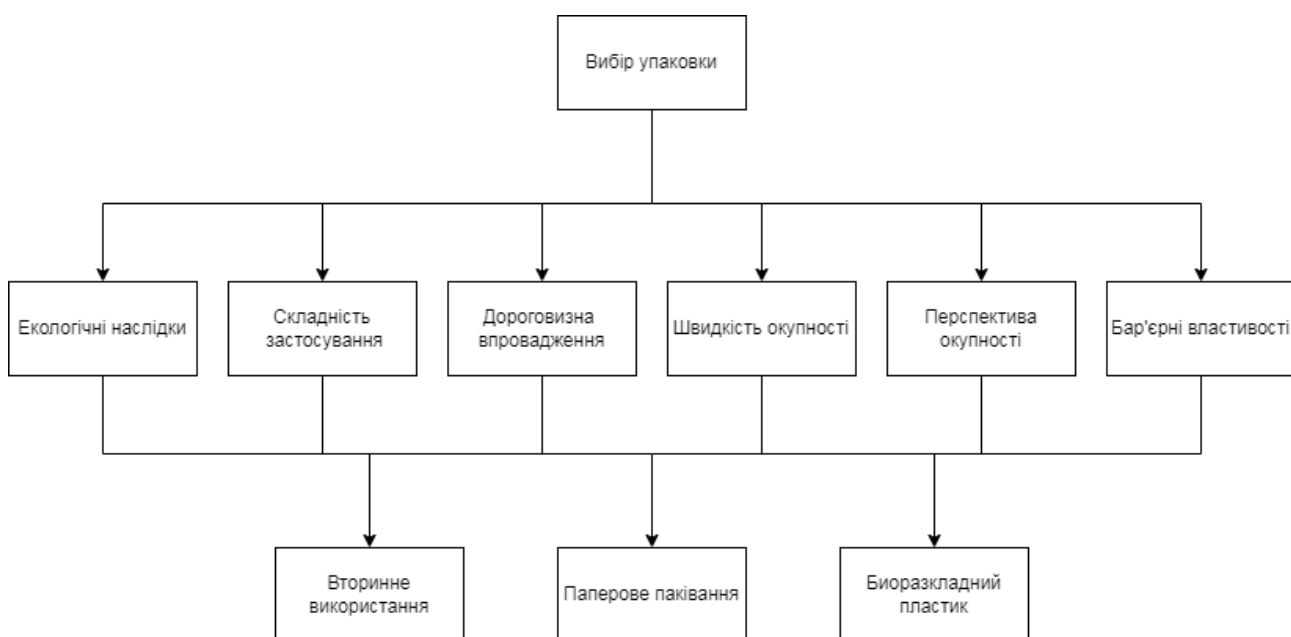 Вибір упаковки
Екологічні наслідки
Складність
застосування
Дороговизна
впровадження
Швидкість окупності
Перспектива
окупності
Бар'єрні властивості
Вторинне
використання
Паперове паківання
Биоразкладний
пластик